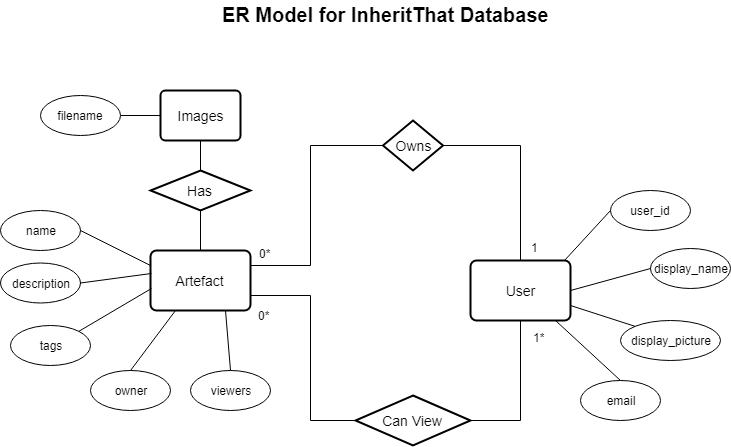 ER Model for InheritThat Database
filename
Images
Owns
Has
user_id
name
0*
1
display_name
description
Artefact
User
0*
1*
tags
display_picture
owner
viewers
email
Can View